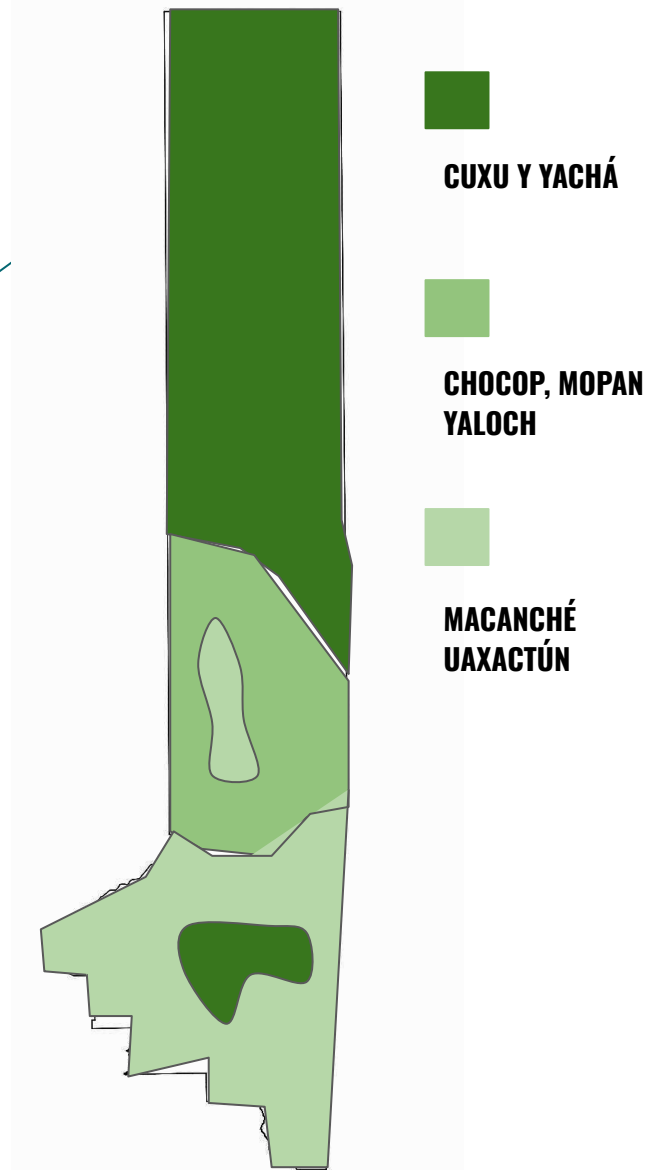 CUXU Y YACHÁ
CHOCOP, MOPAN
YALOCH
MACANCHÉ
UAXACTÚN